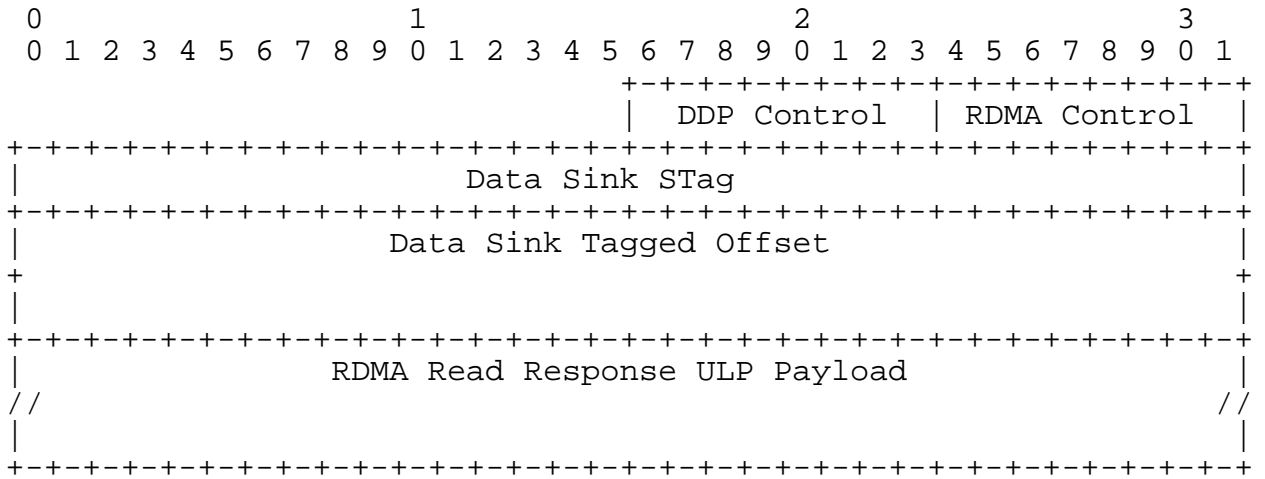 0                   1                   2                   3
 0 1 2 3 4 5 6 7 8 9 0 1 2 3 4 5 6 7 8 9 0 1 2 3 4 5 6 7 8 9 0 1
                                +-+-+-+-+-+-+-+-+-+-+-+-+-+-+-+-+
                                |  DDP Control  | RDMA Control  |
+-+-+-+-+-+-+-+-+-+-+-+-+-+-+-+-+-+-+-+-+-+-+-+-+-+-+-+-+-+-+-+-+
|                       Data Sink STag                          |
+-+-+-+-+-+-+-+-+-+-+-+-+-+-+-+-+-+-+-+-+-+-+-+-+-+-+-+-+-+-+-+-+
|                   Data Sink Tagged Offset                     |
+                                                               +
|                                                               |
+-+-+-+-+-+-+-+-+-+-+-+-+-+-+-+-+-+-+-+-+-+-+-+-+-+-+-+-+-+-+-+-+
|                RDMA Read Response ULP Payload                 |
//                                                             //
|                                                               |
+-+-+-+-+-+-+-+-+-+-+-+-+-+-+-+-+-+-+-+-+-+-+-+-+-+-+-+-+-+-+-+-+